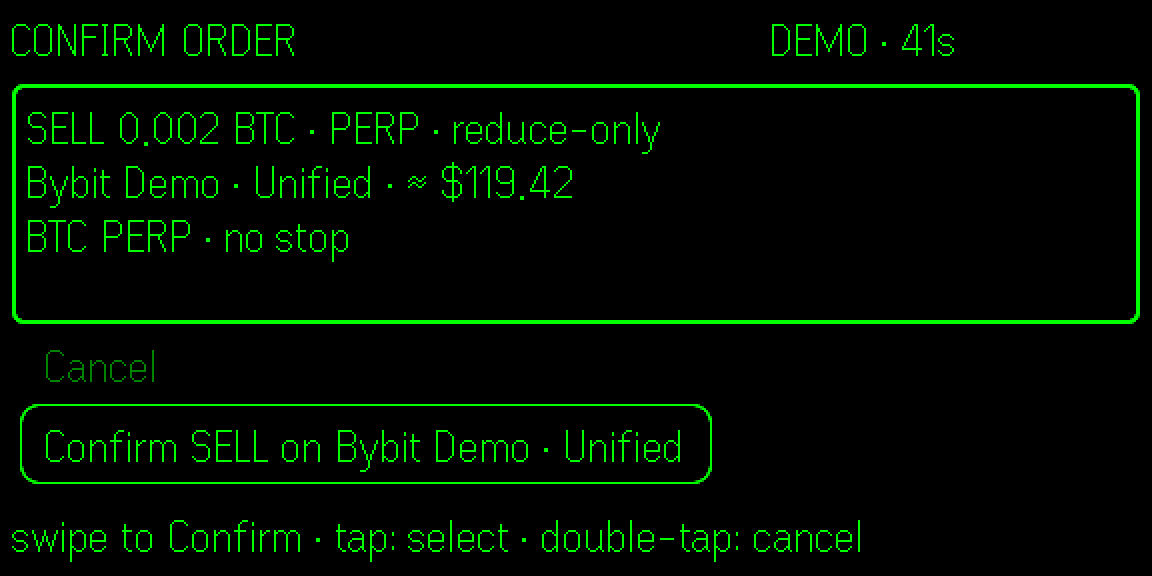 CONFIRM ORDER DEMO · 41s
SELL 0.002 BTC · PERP · reduce-only
Bybit Demo · Unified · ≈ $119.42
BTC PERP · no stop
Cancel
Confirm SELL on Bybit Demo · Unified
swipe to Confirm · tap: select · double-tap: cancel